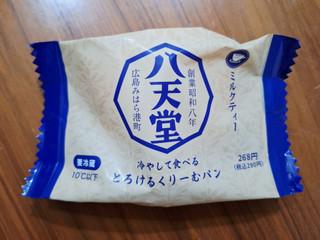 八天堂
創業昭和八年
広島みはら港町
ミルクティー
要冷蔵
10℃以下
冷やして食べる
とろけるくりーむパン
268円
(税込290円)